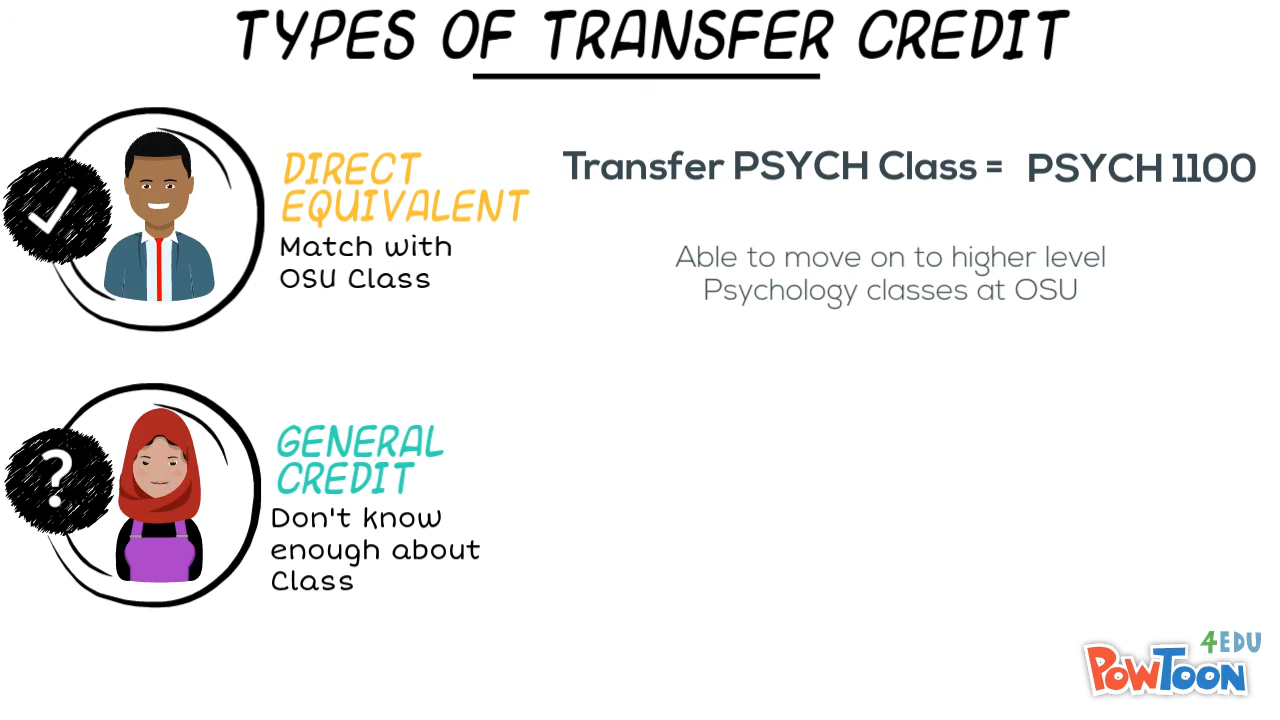 TYPES OF TRANSFER CREDIT
DIRECT
EQUIVALENT
Match with
OSU Class
Transfer PSYCH Class = PSYCH 1100
Able to move on to higher level
Psychology classes at OSU
?
GENERAL
CREDIT
Don't know
enough about
Class
4EDU
POWTOON